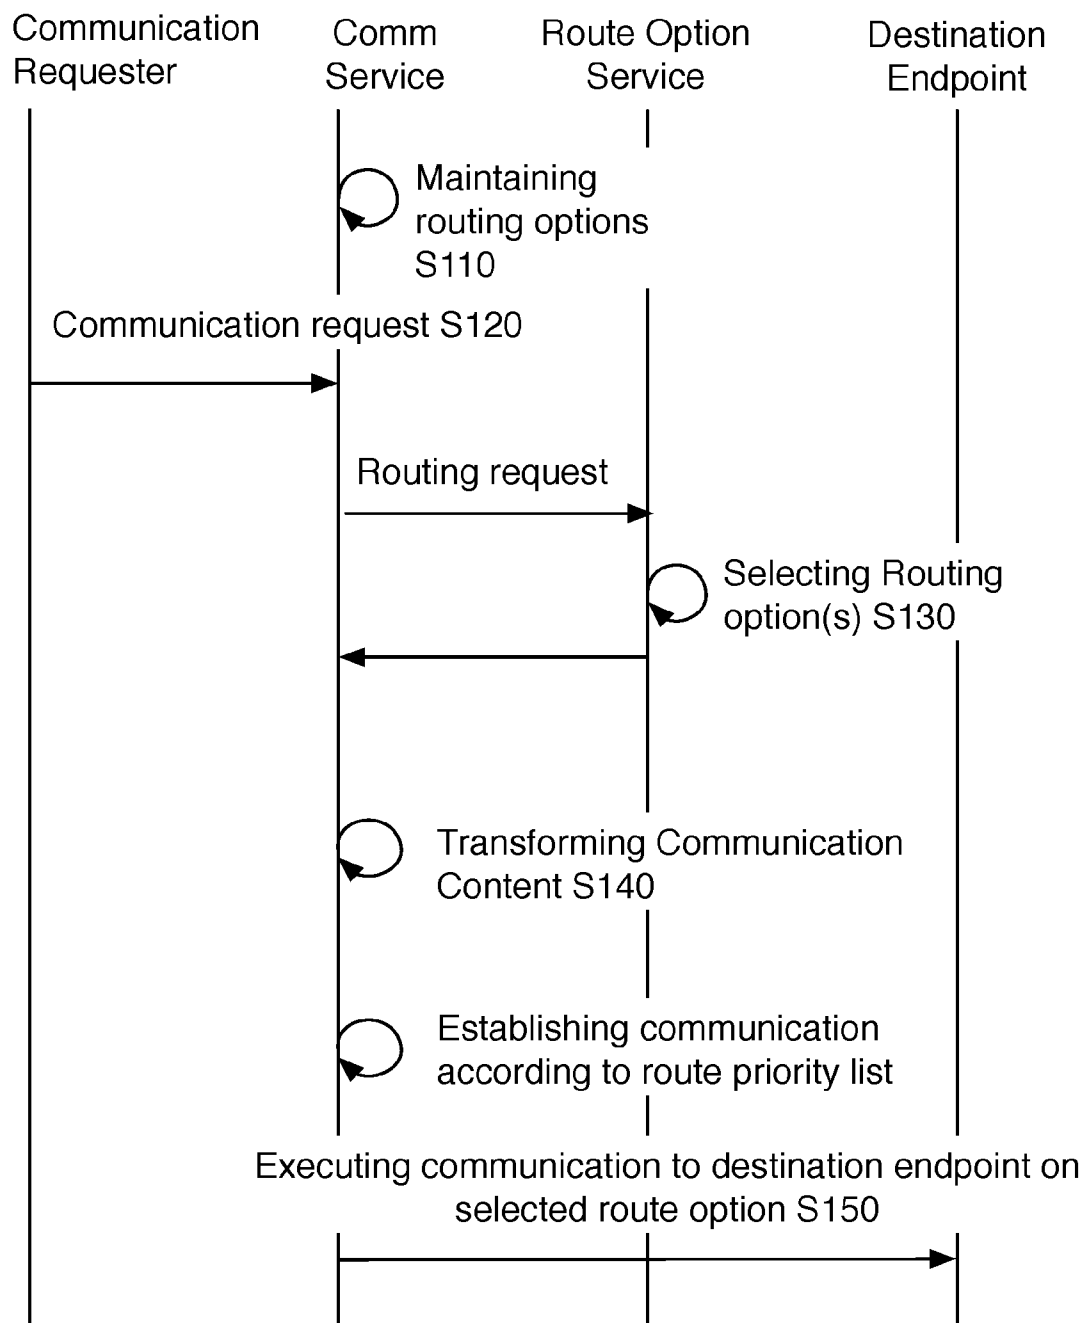 Communication
Requester
Comm
Service
Route Option
Service
Destination
Endpoint
Maintaining
routing options
S110
Communication request S120
Routing request
Selecting Routing
option(s) S130
Transforming Communication
Content S140
Establishing communication
according to route priority list
Executing communication to destination endpoint on
selected route option S150